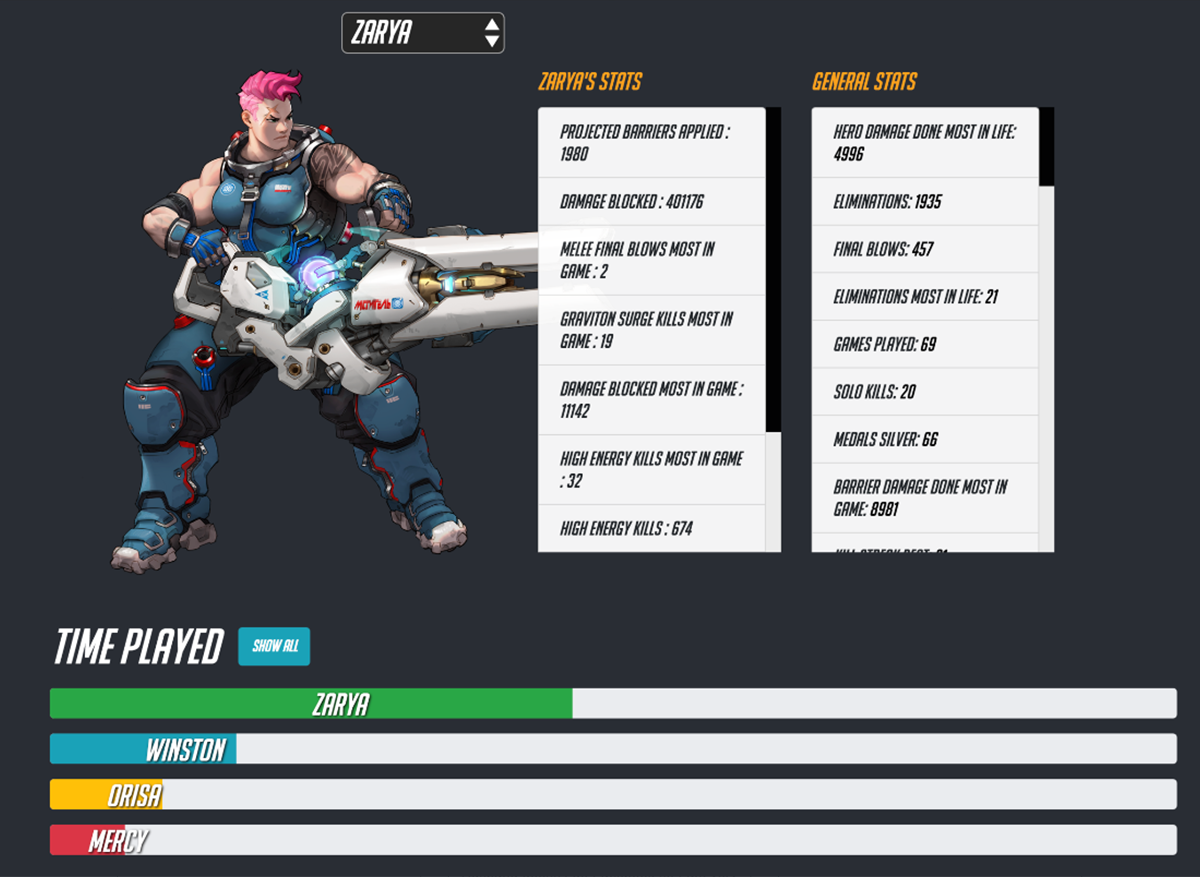 ZARYA
ZARYA'S STATS
PROJECTED BARRIERS APPLIED :
1980
DAMAGE BLOCKED : 401176
MELEE FINAL BLOWS MOST IN
GAME : 2
GRAVITON SURGE KILLS MOST IN
GAME : 19
DAMAGE BLOCKED MOST IN GAME :
11142
HIGH ENERGY KILLS MOST IN GAME
: 32
HIGH ENERGY KILLS : 674
GENERAL STATS
HERO DAMAGE DONE MOST IN LIFE:
4996
ELIMINATIONS: 1935
FINAL BLOWS: 457
ELIMINATIONS MOST IN LIFE: 21
GAMES PLAYED: 69
SOLO KILLS: 20
MEDALS SILVER: 66
BARRIER DAMAGE DONE MOST IN
GAME: 8981
TIME PLAYED
SHOW ALL
ZARYA
WINSTON
ORISA
MERCY